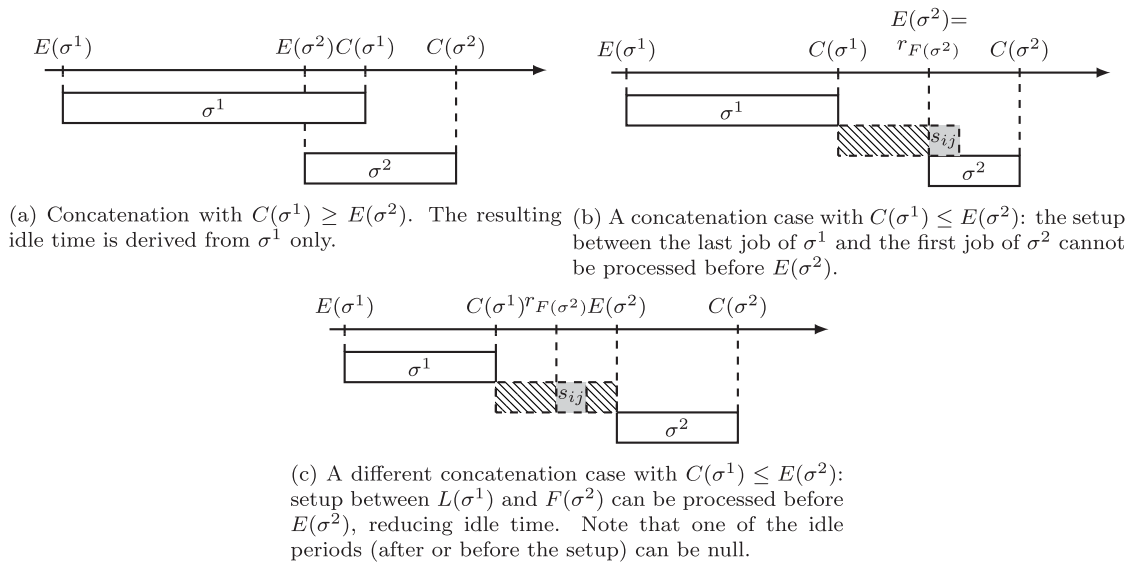 E(σ¹) E(σ²) C(σ¹) C(σ²)
σ¹
σ²
(a) Concatenation with C(σ¹) ≥ E(σ²). The resulting
idle time is derived from σ¹ only.
E(σ²)=
E(σ¹) C(σ¹) r_F(σ²) C(σ²)
σ¹
s_ij
σ²
(b) A concatenation case with C(σ¹) ≤ E(σ²): the setup
between the last job of σ¹ and the first job of σ² cannot
be processed before E(σ²).
E(σ¹) C(σ¹) r_F(σ²) E(σ²) C(σ²)
σ¹
s_ij
σ²
(c) A different concatenation case with C(σ¹) ≤ E(σ²):
setup between L(σ¹) and F(σ²) can be processed before
E(σ²), reducing idle time. Note that one of the idle
periods (after or before the setup) can be null.